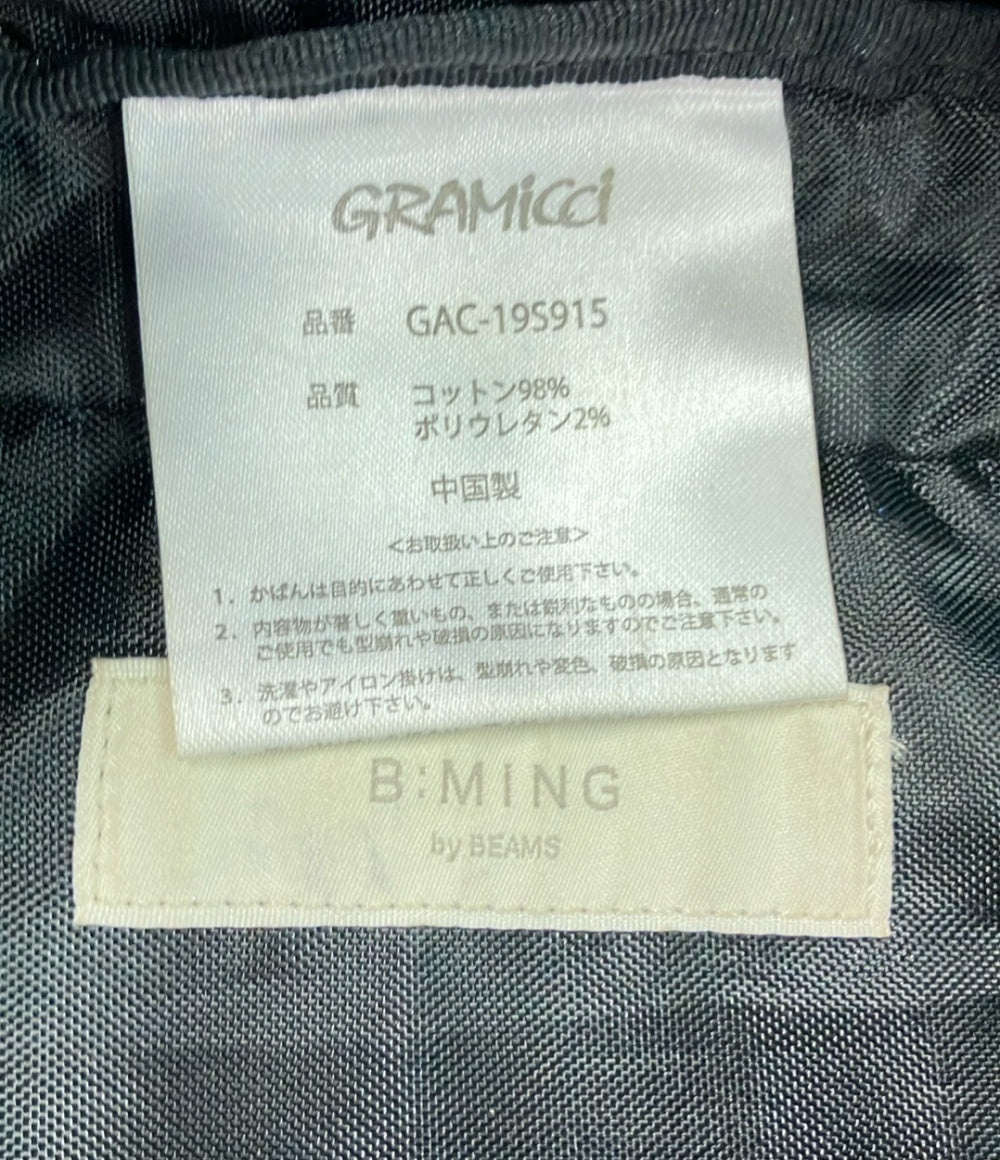 GRAMiCCi
品番 GAC-19S915
品質 コットン98%
ポリウレタン2%
中国製
<お取扱い上のご注意>
1. かばんは目的にあわせて正しくご使用下さい。
2. 内容物が著しく重いもの、または鋭利なものの場合、通常の
ご使用でも型崩れや破損の原因になりますのでご注意下さい。
3. 洗濯やアイロン掛けは、型崩れや変色、破損の原因となります
のでお避け下さい。
B:MING
by BEAMS